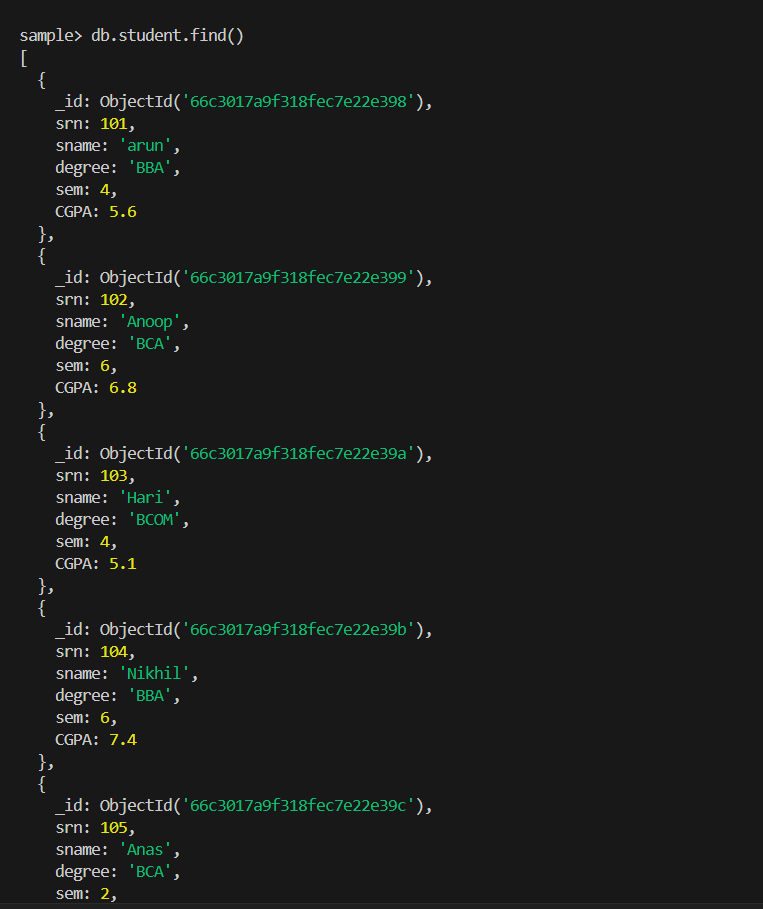 sample> db.student.find()
[
  {
    _id: ObjectId('66c3017a9f318fec7e22e398'),
    srn: 101,
    sname: 'arun',
    degree: 'BBA',
    sem: 4,
    CGPA: 5.6
  },
  {
    _id: ObjectId('66c3017a9f318fec7e22e399'),
    srn: 102,
    sname: 'Anoop',
    degree: 'BCA',
    sem: 6,
    CGPA: 6.8
  },
  {
    _id: ObjectId('66c3017a9f318fec7e22e39a'),
    srn: 103,
    sname: 'Hari',
    degree: 'BCOM',
    sem: 4,
    CGPA: 5.1
  },
  {
    _id: ObjectId('66c3017a9f318fec7e22e39b'),
    srn: 104,
    sname: 'Nikhil',
    degree: 'BBA',
    sem: 6,
    CGPA: 7.4
  },
  {
    _id: ObjectId('66c3017a9f318fec7e22e39c'),
    srn: 105,
    sname: 'Anas',
    degree: 'BCA',
    sem: 2,